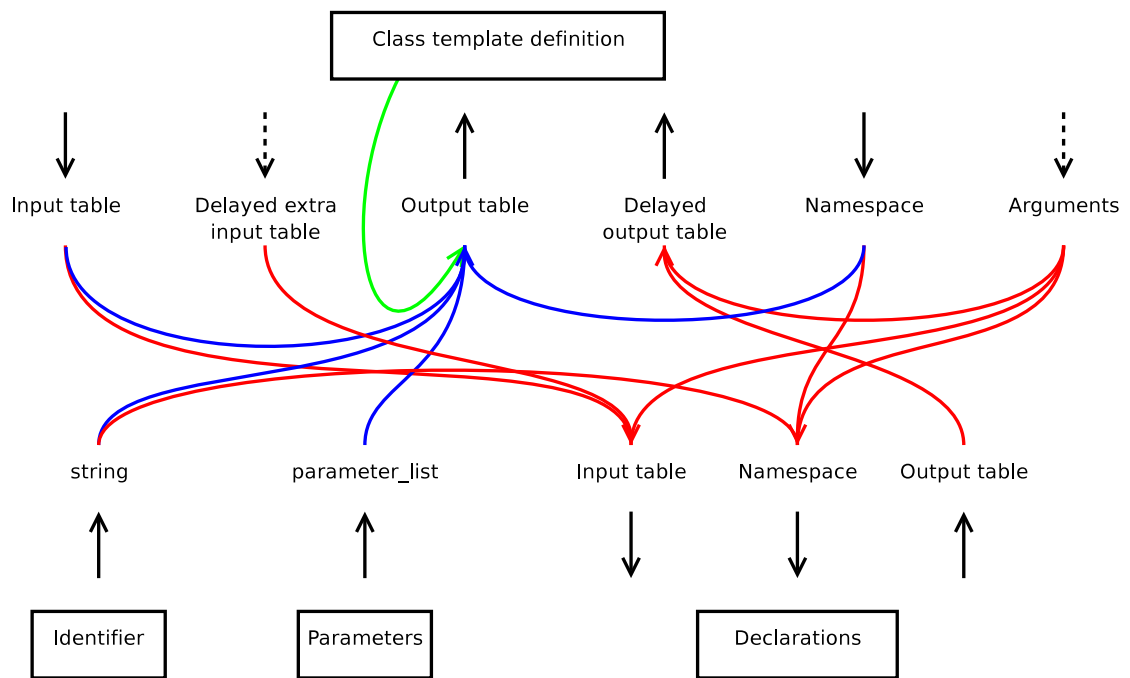 Class template definition
Input table
Delayed extra
input table
Output table
Delayed
output table
Namespace
Arguments
string
parameter_list
Input table
Namespace
Output table
Identifier
Parameters
Declarations